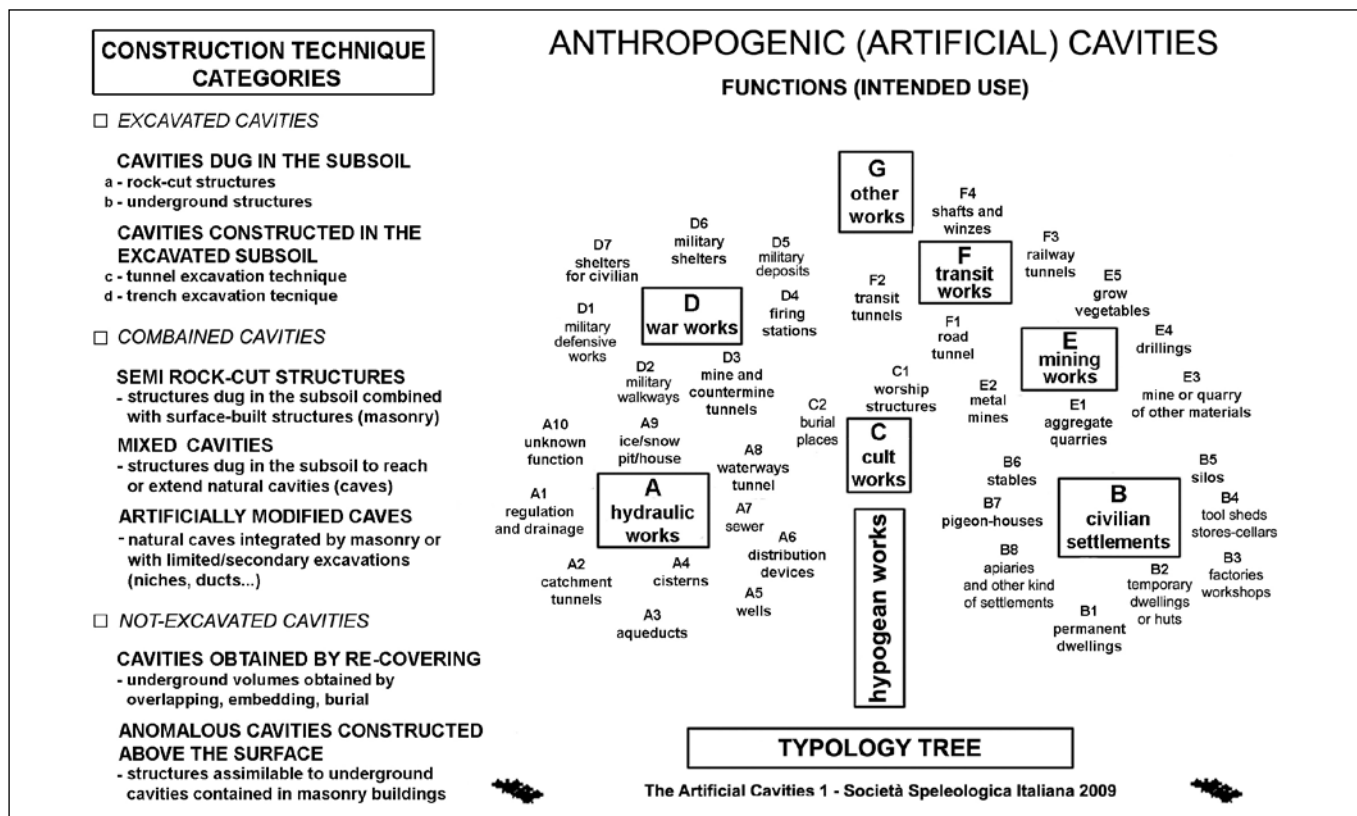 CONSTRUCTION TECHNIQUE
CATEGORIES
EXCAVATED CAVITIES
CAVITIES DUG IN THE SUBSOIL
a - rock-cut structures
b - underground structures
CAVITIES CONSTRUCTED IN THE
EXCAVATED SUBSOIL
c - tunnel excavation technique
d - trench excavation tecnique
COMBAINED CAVITIES
SEMI ROCK-CUT STRUCTURES
- structures dug in the subsoil combined
with surface-built structures (masonry)
MIXED CAVITIES
- structures dug in the subsoil to reach
or extend natural cavities (caves)
ARTIFICIALLY MODIFIED CAVES
- natural caves integrated by masonry or
with limited/secondary excavations
(niches, ducts...)
NOT-EXCAVATED CAVITIES
CAVITIES OBTAINED BY RE-COVERING
- underground volumes obtained by
overlapping, embedding, burial
ANOMALOUS CAVITIES CONSTRUCTED
ABOVE THE SURFACE
- structures assimilable to underground
cavities contained in masonry buildings
ANTHROPOGENIC (ARTIFICIAL) CAVITIES
FUNCTIONS (INTENDED USE)
G
other
works
F
transit
works
F4
shafts and
winzes
F3
railway
tunnels
F2
transit
tunnels
F1
road
tunnel
D
war works
D6
military
shelters
D7
shelters
for civilian
D5
military
deposits
D4
firing
stations
D1
military
defensive
works
D2
military
walkways
D3
mine and
countermine
tunnels
E
mining
works
E5
grow
vegetables
E4
drillings
E3
mine or quarry
of other materials
E2
metal
mines
E1
aggregate
quarries
C
cult
works
C1
worship
structures
C2
burial
places
A
hydraulic
works
A10
unknown
function
A9
ice/snow
pit/house
A8
waterways
tunnel
A1
regulation
and drainage
A7
sewer
A6
distribution
devices
A2
catchment
tunnels
A4
cisterns
A5
wells
A3
aqueducts
B
civilian
settlements
B6
stables
B5
silos
B7
pigeon-houses
B4
tool sheds
stores-cellars
B8
apiaries
and other kind
of settlements
B3
factories
workshops
B2
temporary
dwellings
or huts
B1
permanent
dwellings
hypogean works
TYPOLOGY TREE
The Artificial Cavities 1 - Società Speleologica Italiana 2009